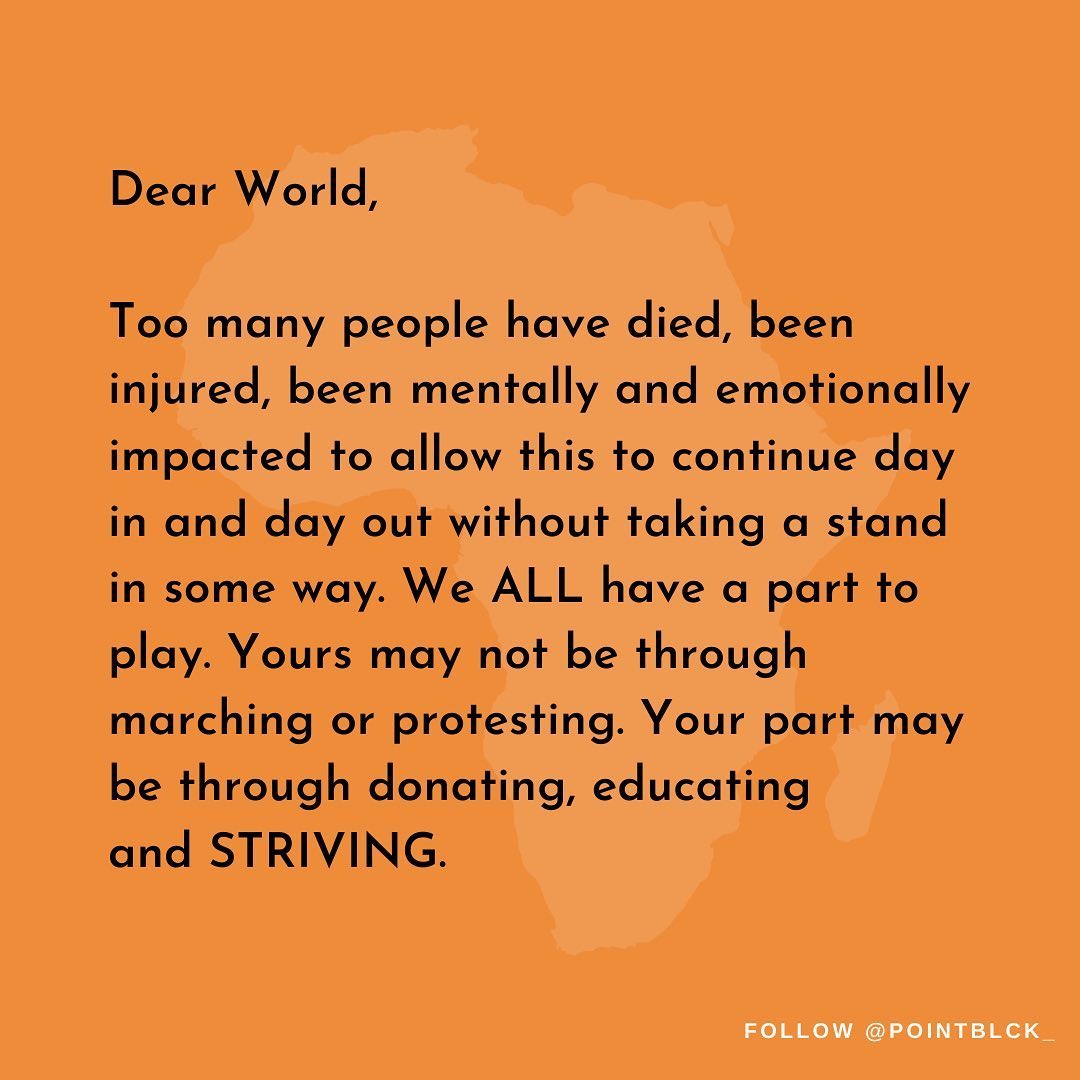 Dear World,
Too many people have died, been
injured, been mentally and emotionally
impacted to allow this to continue day
in and day out without taking a stand
in some way. We ALL have a part to
play. Yours may not be through
marching or protesting. Your part may
be through donating, educating
and STRIVING.
FOLLOW @POINTBLCK_